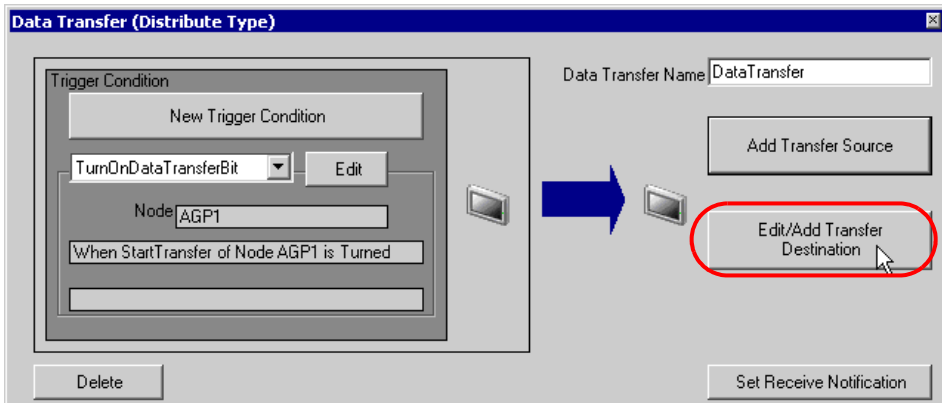 Data Transfer (Distribute Type)
Trigger Condition
New Trigger Condition
TurnOnDataTransferBit
Edit
Node
AGP1
When StartTransfer of Node AGP1 is Turned
Data Transfer Name
DataTransfer
Add Transfer Source
Edit/Add Transfer
Destination
Delete
Set Receive Notification